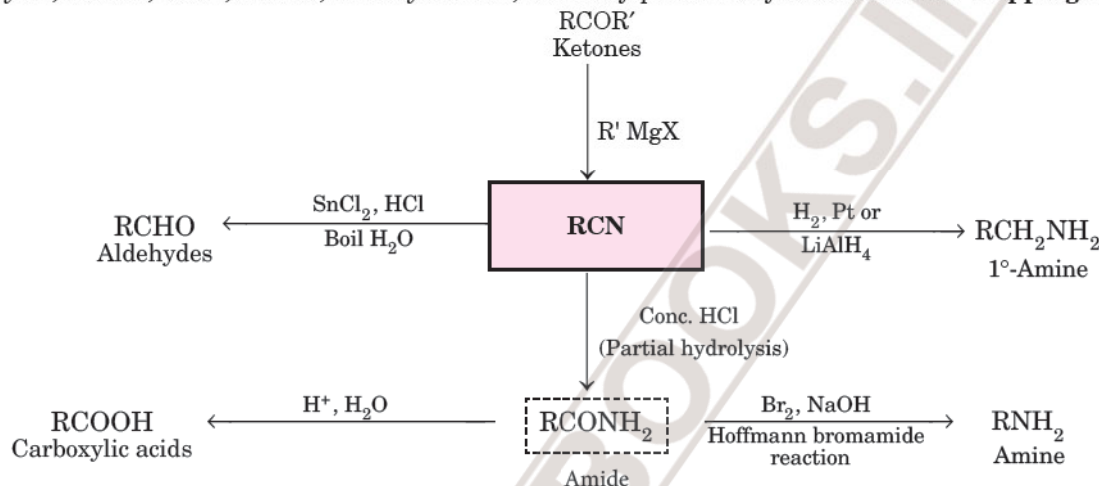 RCOR′
Ketones
R' MgX
SnCl₂, HCl
Boil H₂O
RCHO
Aldehydes
RCN
H₂, Pt or
LiAlH₄
RCH₂NH₂
1°-Amine
Conc. HCl
(Partial hydrolysis)
RCOOH
Carboxylic acids
H⁺, H₂O
RCONH₂
Amide
Br₂, NaOH
Hoffmann bromamide
reaction
RNH₂
Amine
BOOKS.I